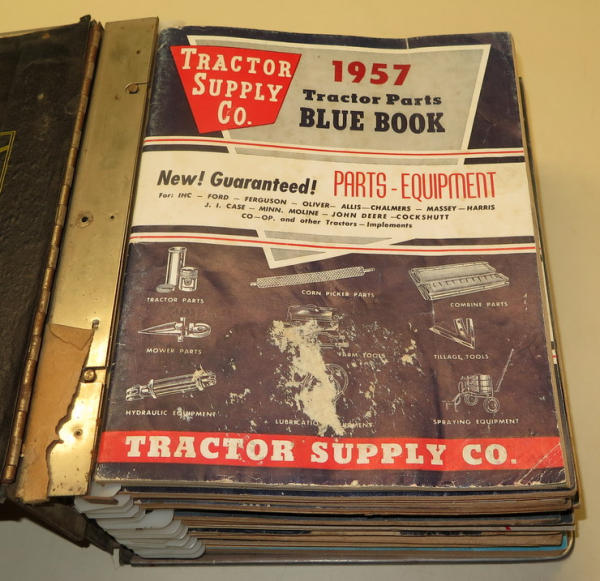 TRACTOR
SUPPLY
CO.
1957
Tractor Parts
BLUE BOOK
New! Guaranteed! PARTS-EQUIPMENT
For: IHC — FORD — FERGUSON — OLIVER — ALLIS-CHALMERS — MASSEY-HARRIS
J. I. CASE — MINN. MOLINE — JOHN DEERE — COCKSHUTT
CO-OP. and other Tractors — Implements
TRACTOR PARTS
CORN PICKER PARTS
COMBINE PARTS
MOWER PARTS
FARM TOOLS
TILLAGE TOOLS
HYDRAULIC EQUIPMENT
SPRAYING EQUIPMENT
TRACTOR SUPPLY CO.